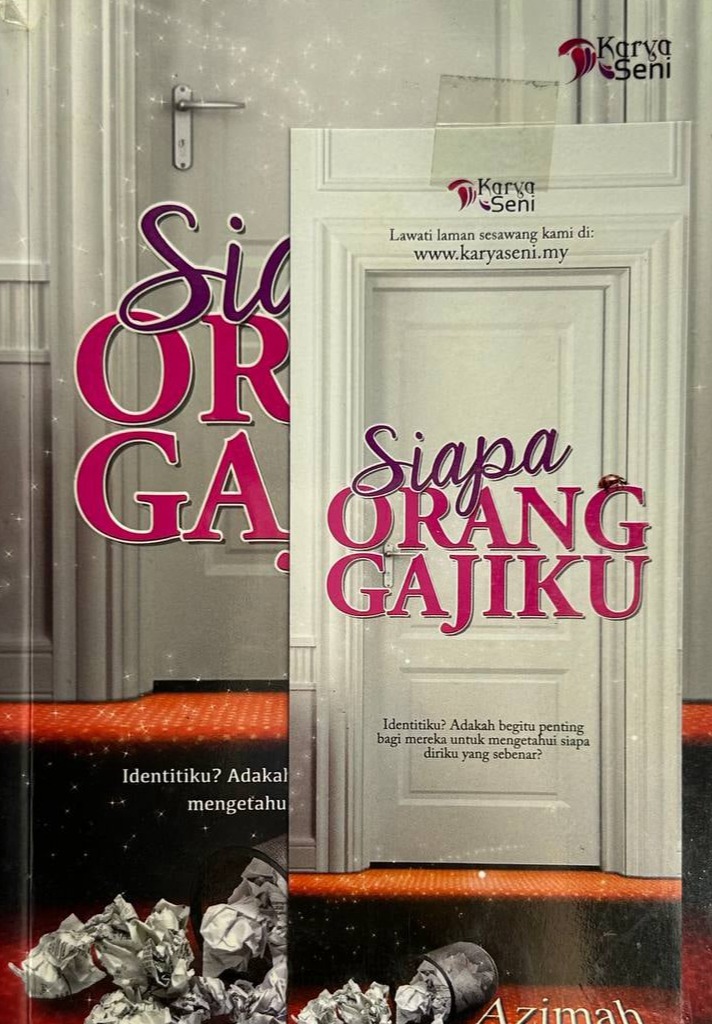 Karya
Seni
Karya
Seni
Lawati laman sesawang kami di:
www.karyaseni.my
Siapa
ORANG
GAJIKU
Identitiku? Adakah begitu penting
bagi mereka untuk mengetahui siapa
diriku yang sebenar?
Azimah
Sia
OR
GAJ
Identitiku? Adakah
mengetahu